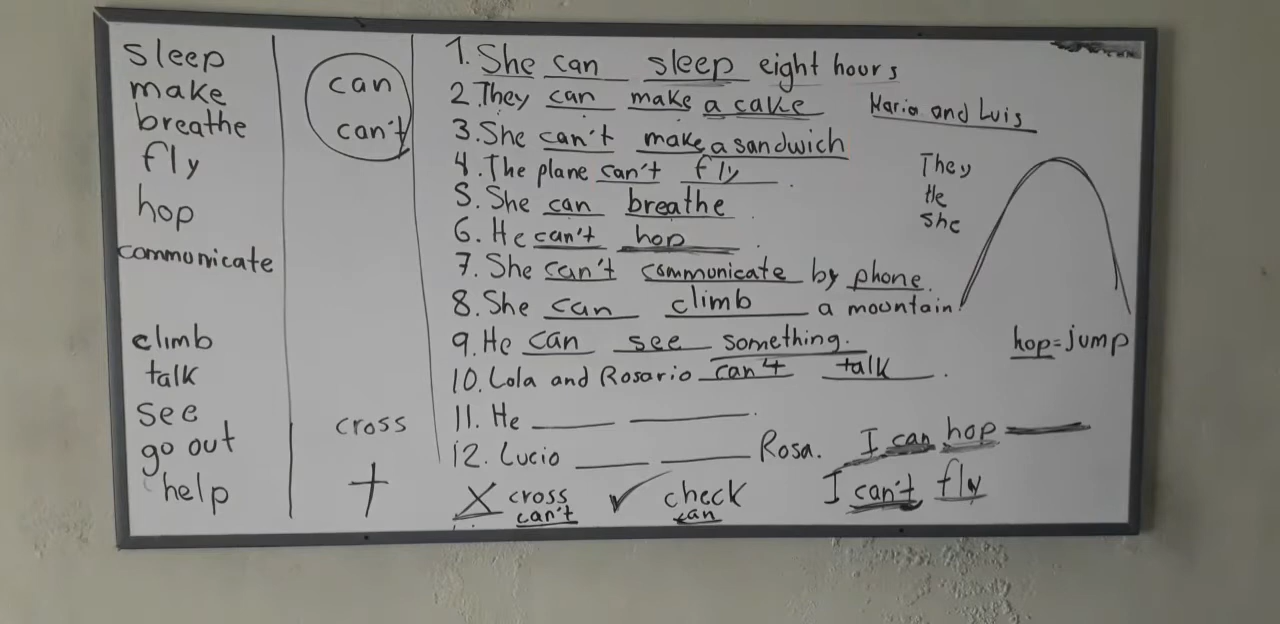 sleep
make
breathe
fly
hop
communicate
climb
talk
see
go out
help
can
can't
cross
1. She can sleep eight hours
2. They can make a cake
3. She can't make a sandwich
4. The plane can't fly.
5. She can breathe.
6. He can't hop.
7. She can't communicate by phone.
8. She can climb a mountain.
9. He can see something.
10. Lola and Rosario can't talk.
11. He ____ ____.
12. Lucio ____ ____ Rosa.
X cross ✓ check
can't can
Mario and Luis
They
He
She
hop=jump
I can hop
I can't fly